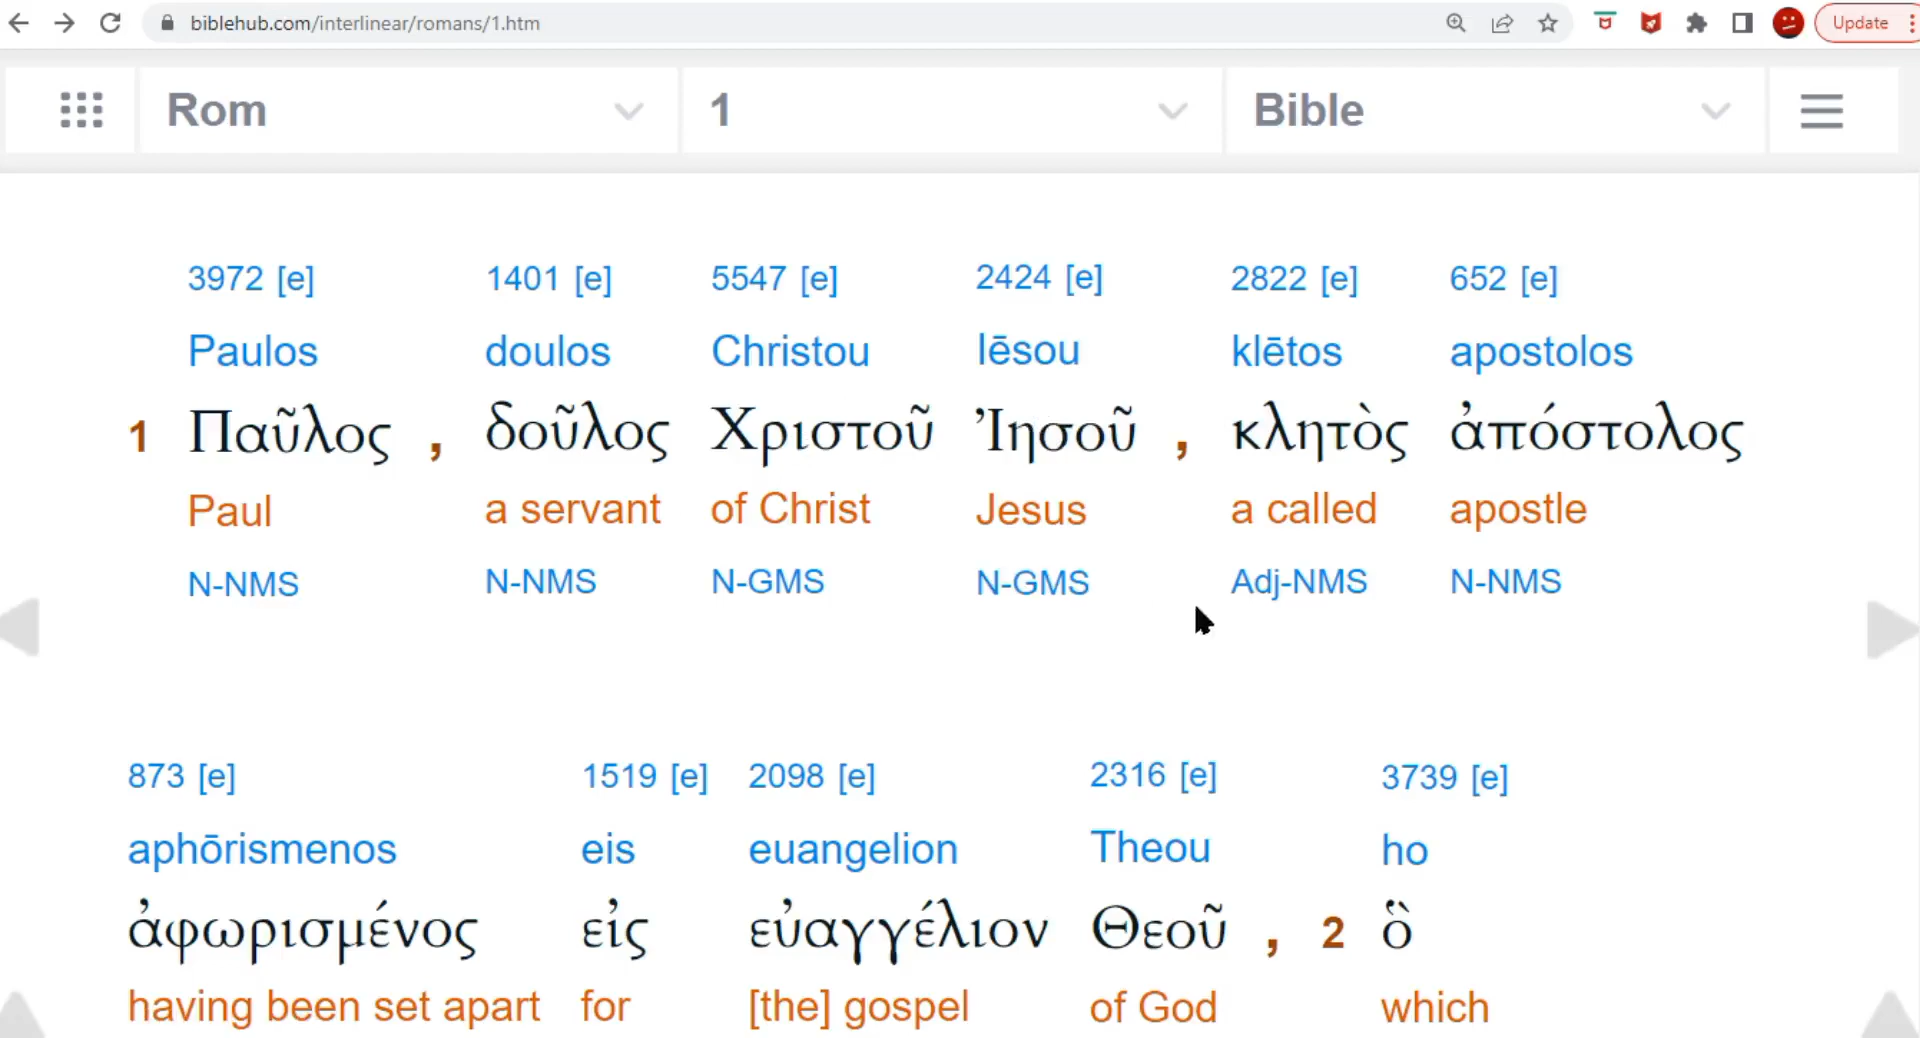 biblehub.com/interlinear/romans/1.htm Update
Rom 1 Bible
3972 [e] 1401 [e] 5547 [e] 2424 [e] 2822 [e] 652 [e]
Paulos doulos Christou Iēsou klētos apostolos
1 Παῦλος , δοῦλος Χριστοῦ Ἰησοῦ , κλητὸς ἀπόστολος
Paul a servant of Christ Jesus a called apostle
N-NMS N-NMS N-GMS N-GMS Adj-NMS N-NMS
873 [e] 1519 [e] 2098 [e] 2316 [e] 3739 [e]
aphōrismenos eis euangelion Theou ho
ἀφωρισμένος εἰς εὐαγγέλιον Θεοῦ , 2 ὃ
having been set apart for [the] gospel of God which